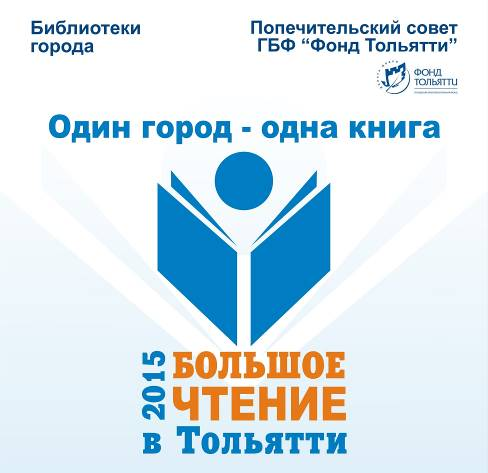 Библиотеки
города
Попечительский совет
ГБФ “Фонд Тольятти”
ФОНД
ТОЛЬЯТТИ
Один город - одна книга
2015
БОЛЬШОЕ
ЧТЕНИЕ
в Тольятти